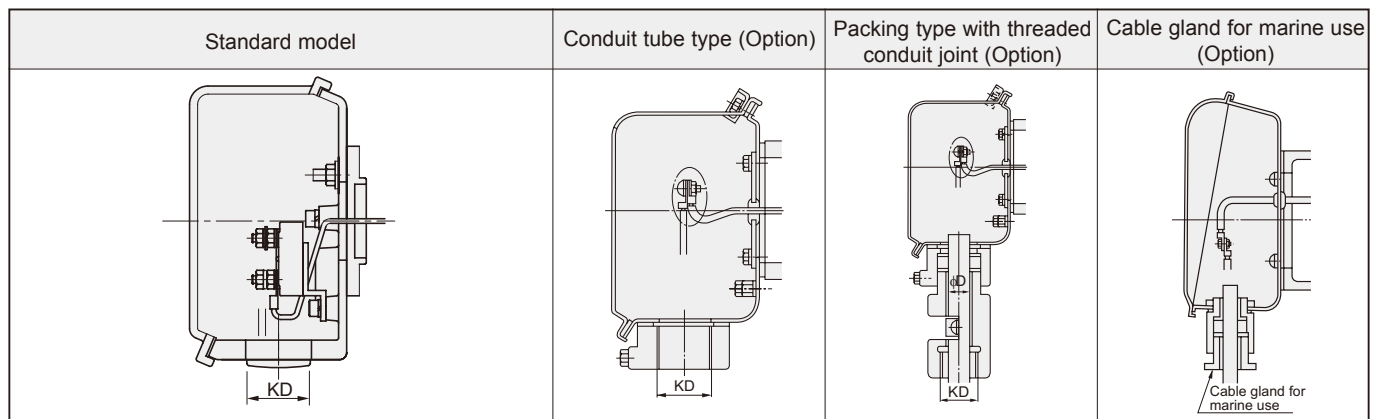 Standard model
Conduit tube type (Option)
Packing type with threaded
conduit joint (Option)
Cable gland for marine use
(Option)
KD
KD
φD
KD
Cable gland for
marine use